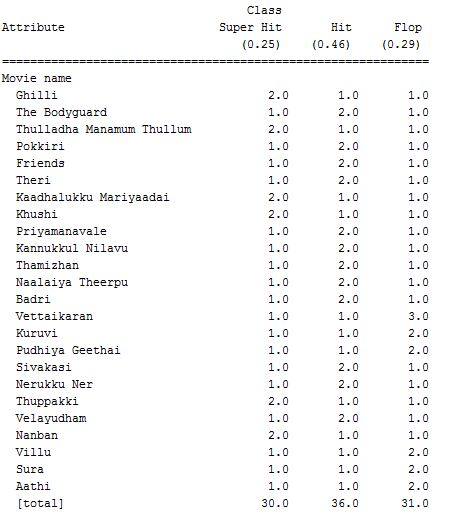 Class
Attribute Super Hit Hit Flop
(0.25) (0.46) (0.29)
==============================================================
Movie name
Ghilli 2.0 1.0 1.0
The Bodyguard 1.0 2.0 1.0
Thulladha Manamum Thullum 2.0 1.0 1.0
Pokkiri 1.0 2.0 1.0
Friends 1.0 2.0 1.0
Theri 1.0 2.0 1.0
Kaadhalukku Mariyaadai 2.0 1.0 1.0
Khushi 2.0 1.0 1.0
Priyamanavale 1.0 2.0 1.0
Kannukkul Nilavu 1.0 2.0 1.0
Thamizhan 1.0 2.0 1.0
Naalaiya Theerpu 1.0 2.0 1.0
Badri 1.0 2.0 1.0
Vettaikaran 1.0 1.0 3.0
Kuruvi 1.0 1.0 2.0
Pudhiya Geethai 1.0 1.0 2.0
Sivakasi 1.0 2.0 1.0
Nerukku Ner 1.0 1.0 2.0
Thuppakki 2.0 1.0 1.0
Velayudham 1.0 2.0 1.0
Nanban 2.0 1.0 1.0
Villu 1.0 1.0 2.0
Sura 1.0 1.0 2.0
Aathi 1.0 1.0 2.0
[total] 30.0 36.0 31.0